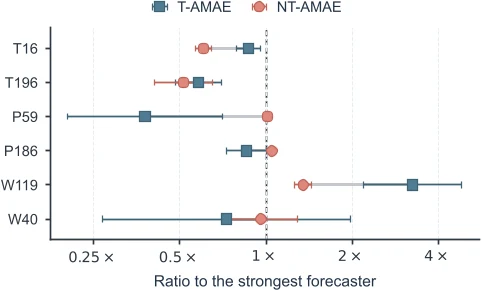 T-AMAE NT-AMAE
T16
T196
P59
P186
W119
W40
0.25 × 0.5 × 1 × 2 × 4 ×
Ratio to the strongest forecaster